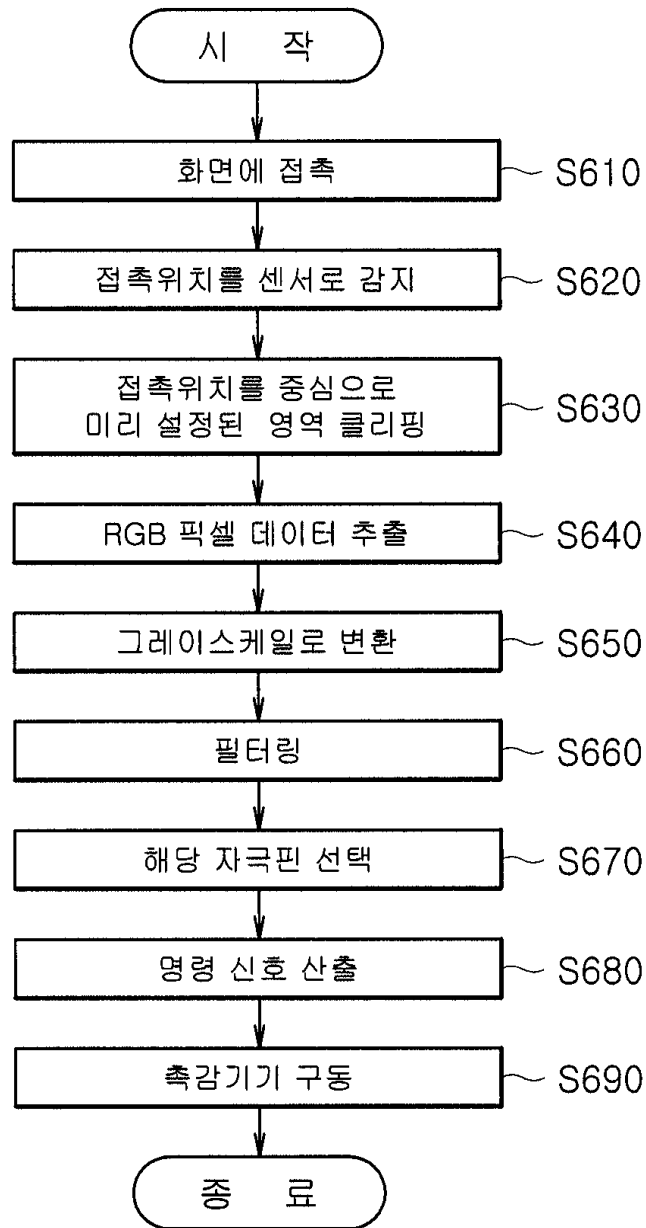 시 작
화면에 접촉 S610
접촉위치를 센서로 감지 S620
접촉위치를 중심으로
미리 설정된 영역 클리핑 S630
RGB 픽셀 데이터 추출 S640
그레이스케일로 변환 S650
필터링 S660
해당 자극핀 선택 S670
명령 신호 산출 S680
촉감기기 구동 S690
종 료